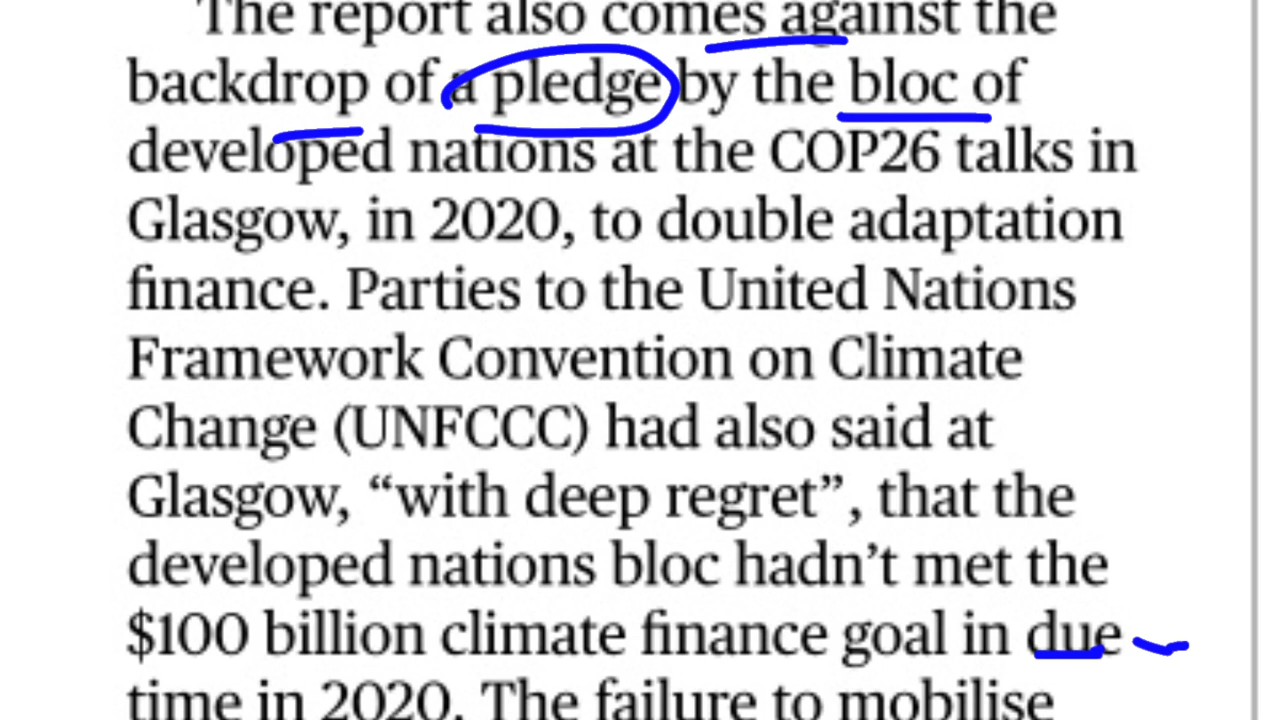 The report also comes against the
backdrop of a pledge by the bloc of
developed nations at the COP26 talks in
Glasgow, in 2020, to double adaptation
finance. Parties to the United Nations
Framework Convention on Climate
Change (UNFCCC) had also said at
Glasgow, “with deep regret”, that the
developed nations bloc hadn’t met the
$100 billion climate finance goal in due
time in 2020. The failure to mobilise